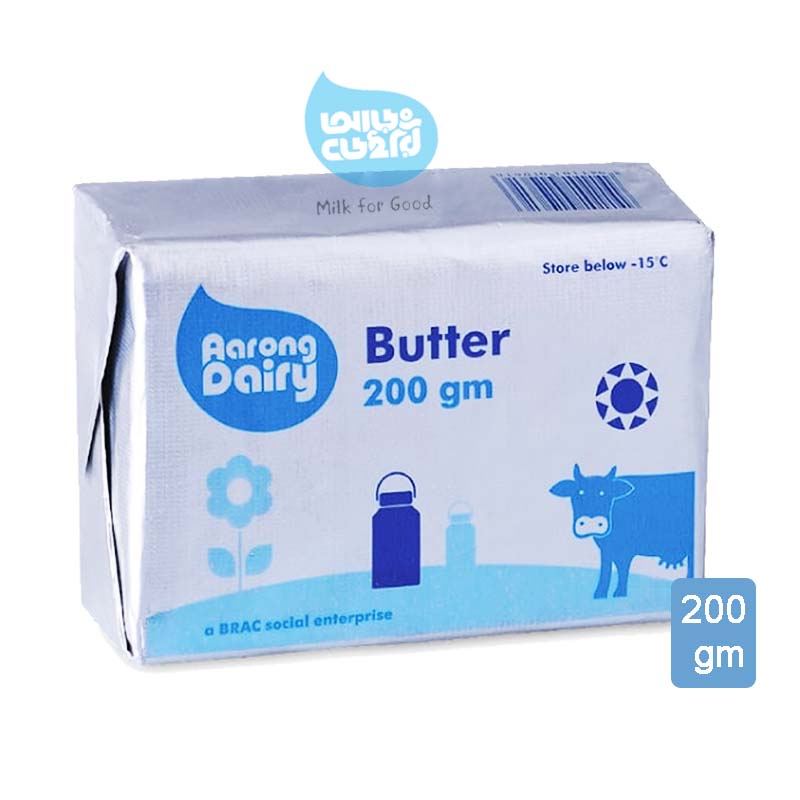 আড়ং
ডেইরি
Milk for Good
Store below -15°C
Aarong
Dairy
Butter
200 gm
a BRAC social enterprise
200
gm